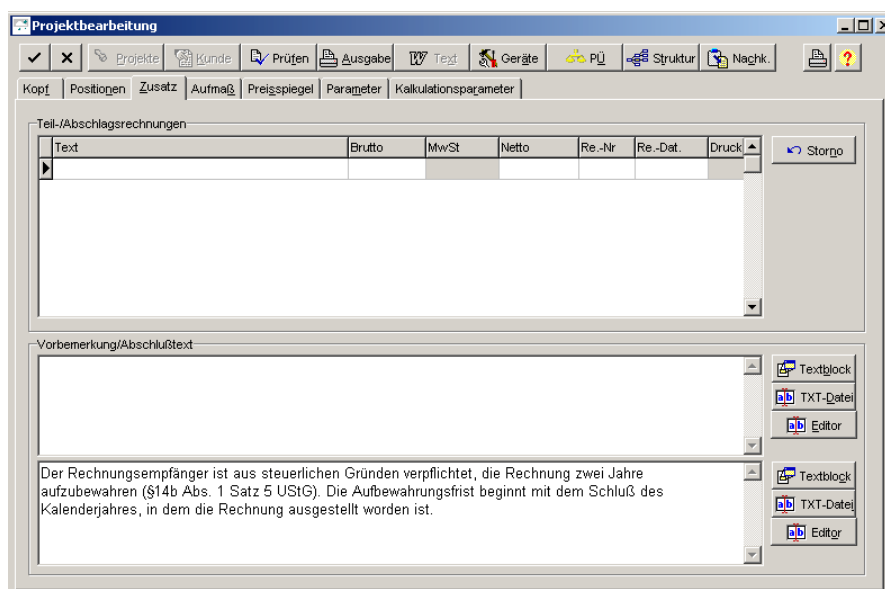 Projektbearbeitung
Projekte Kunde Prüfen Ausgabe Text Geräte PÜ Struktur Nachk.
Kopf Positionen Zusatz Aufmaß Preisspiegel Parameter Kalkulationsparameter
Teil-/Abschlagsrechnungen
Text Brutto MwSt Netto Re.-Nr Re.-Dat. Druck
Storno
Vorbemerkung/Abschlußtext
Textblock
TXT-Datei
Editor
Der Rechnungsempfänger ist aus steuerlichen Gründen verpflichtet, die Rechnung zwei Jahre
aufzubewahren (§14b Abs. 1 Satz 5 UStG). Die Aufbewahrungsfrist beginnt mit dem Schluß des
Kalenderjahres, in dem die Rechnung ausgestellt worden ist.
Textblock
TXT-Datei
Editor